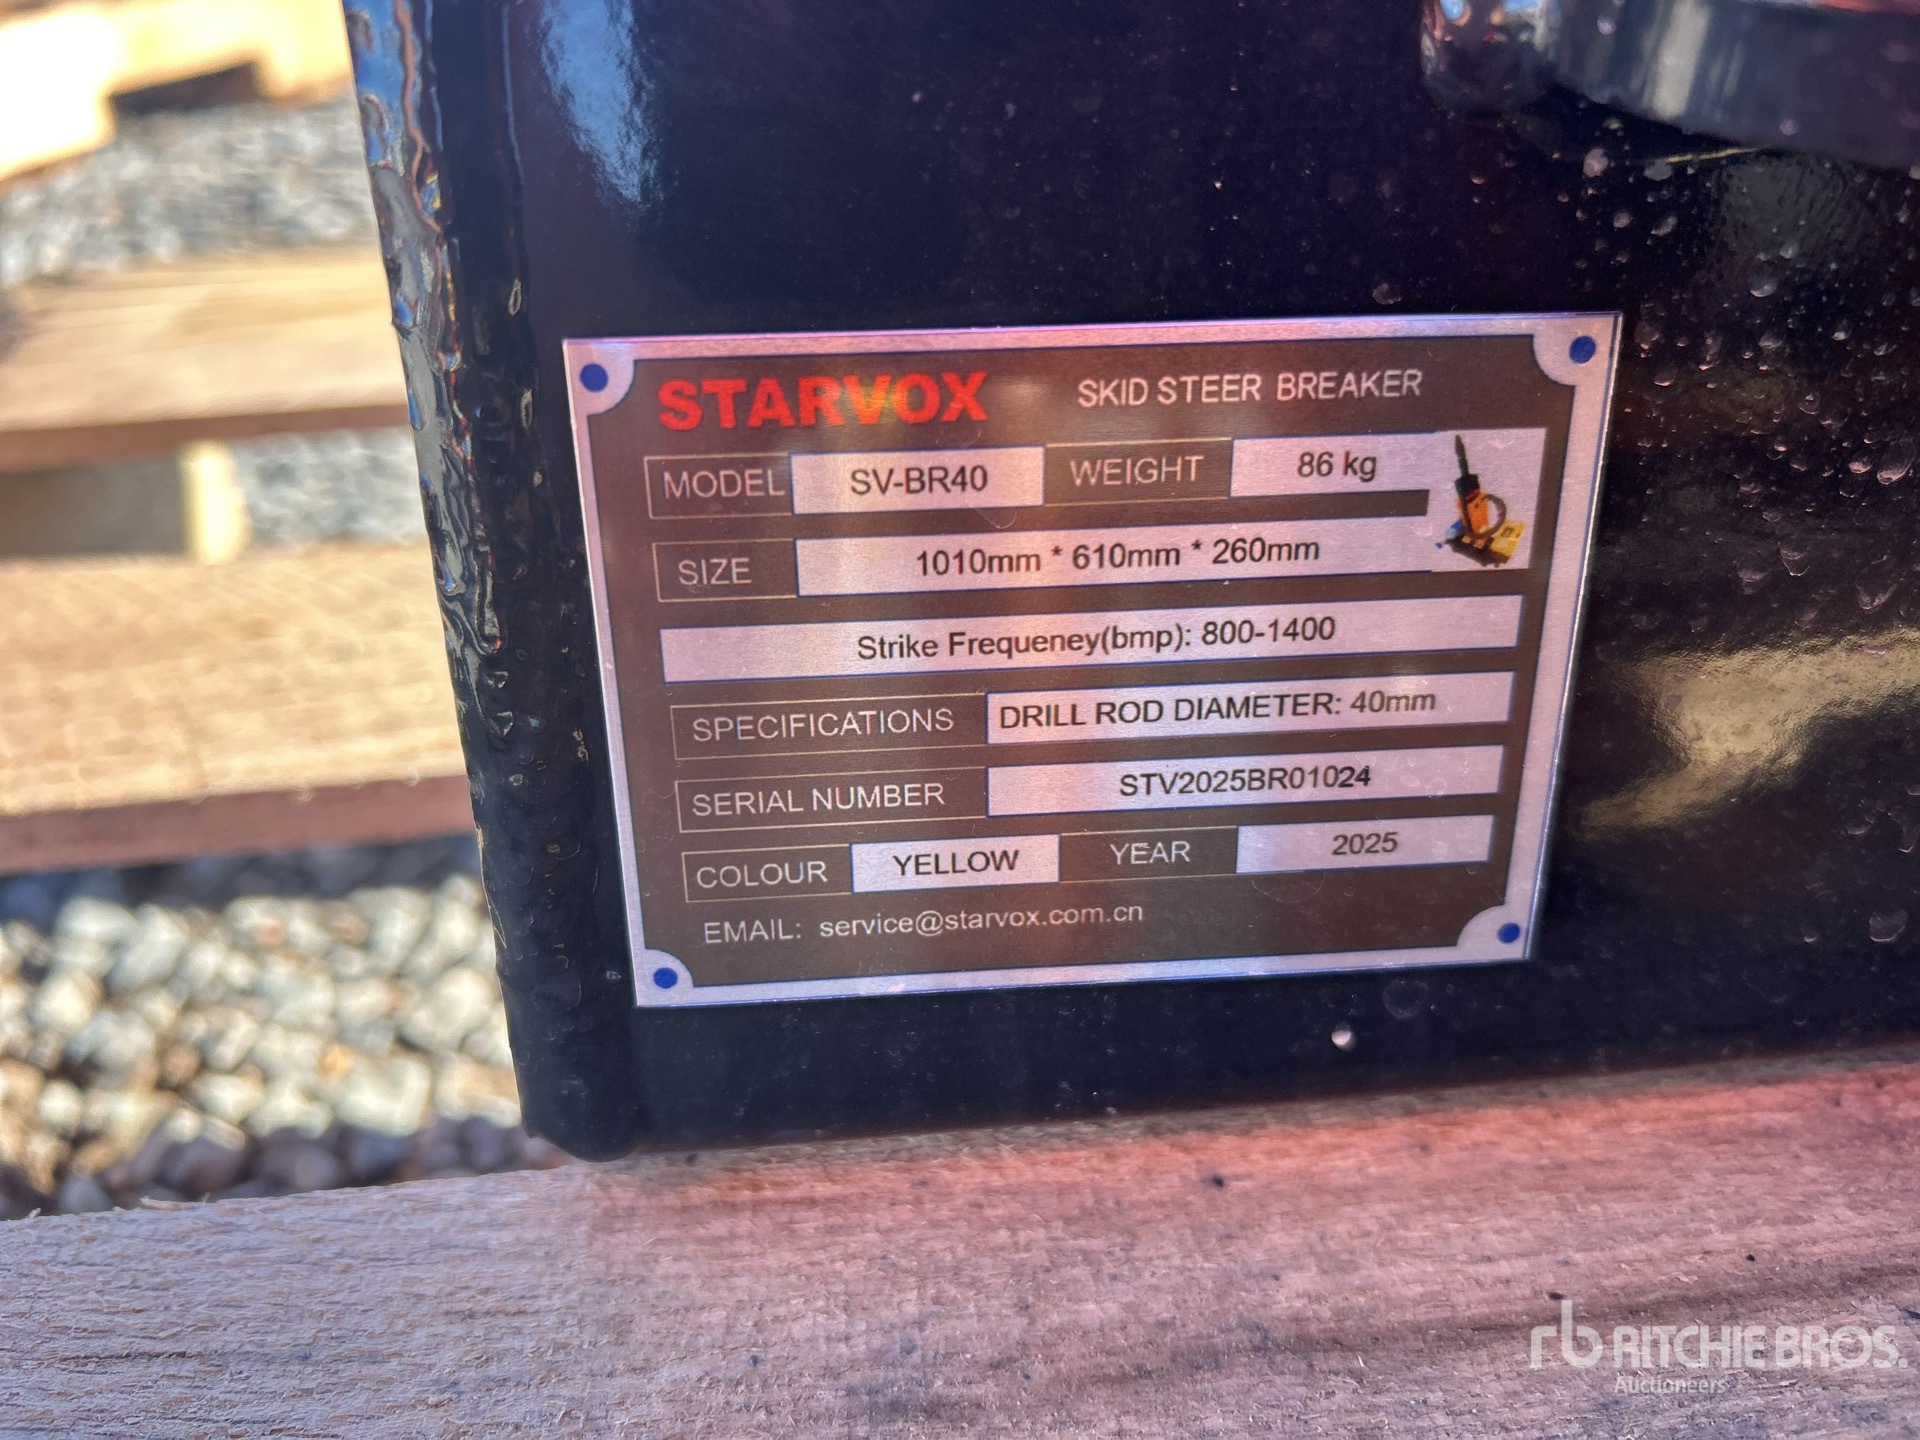 STARVOX SKID STEER BREAKER
MODEL SV-BR40 WEIGHT 86 kg
SIZE 1010mm * 610mm * 260mm
Strike Frequeney(bmp): 800-1400
SPECIFICATIONS DRILL ROD DIAMETER: 40mm
SERIAL NUMBER STV2025BR01024
COLOUR YELLOW YEAR 2025
EMAIL: service@starvox.com.cn
rb RITCHIE BROS.
Auctioneers